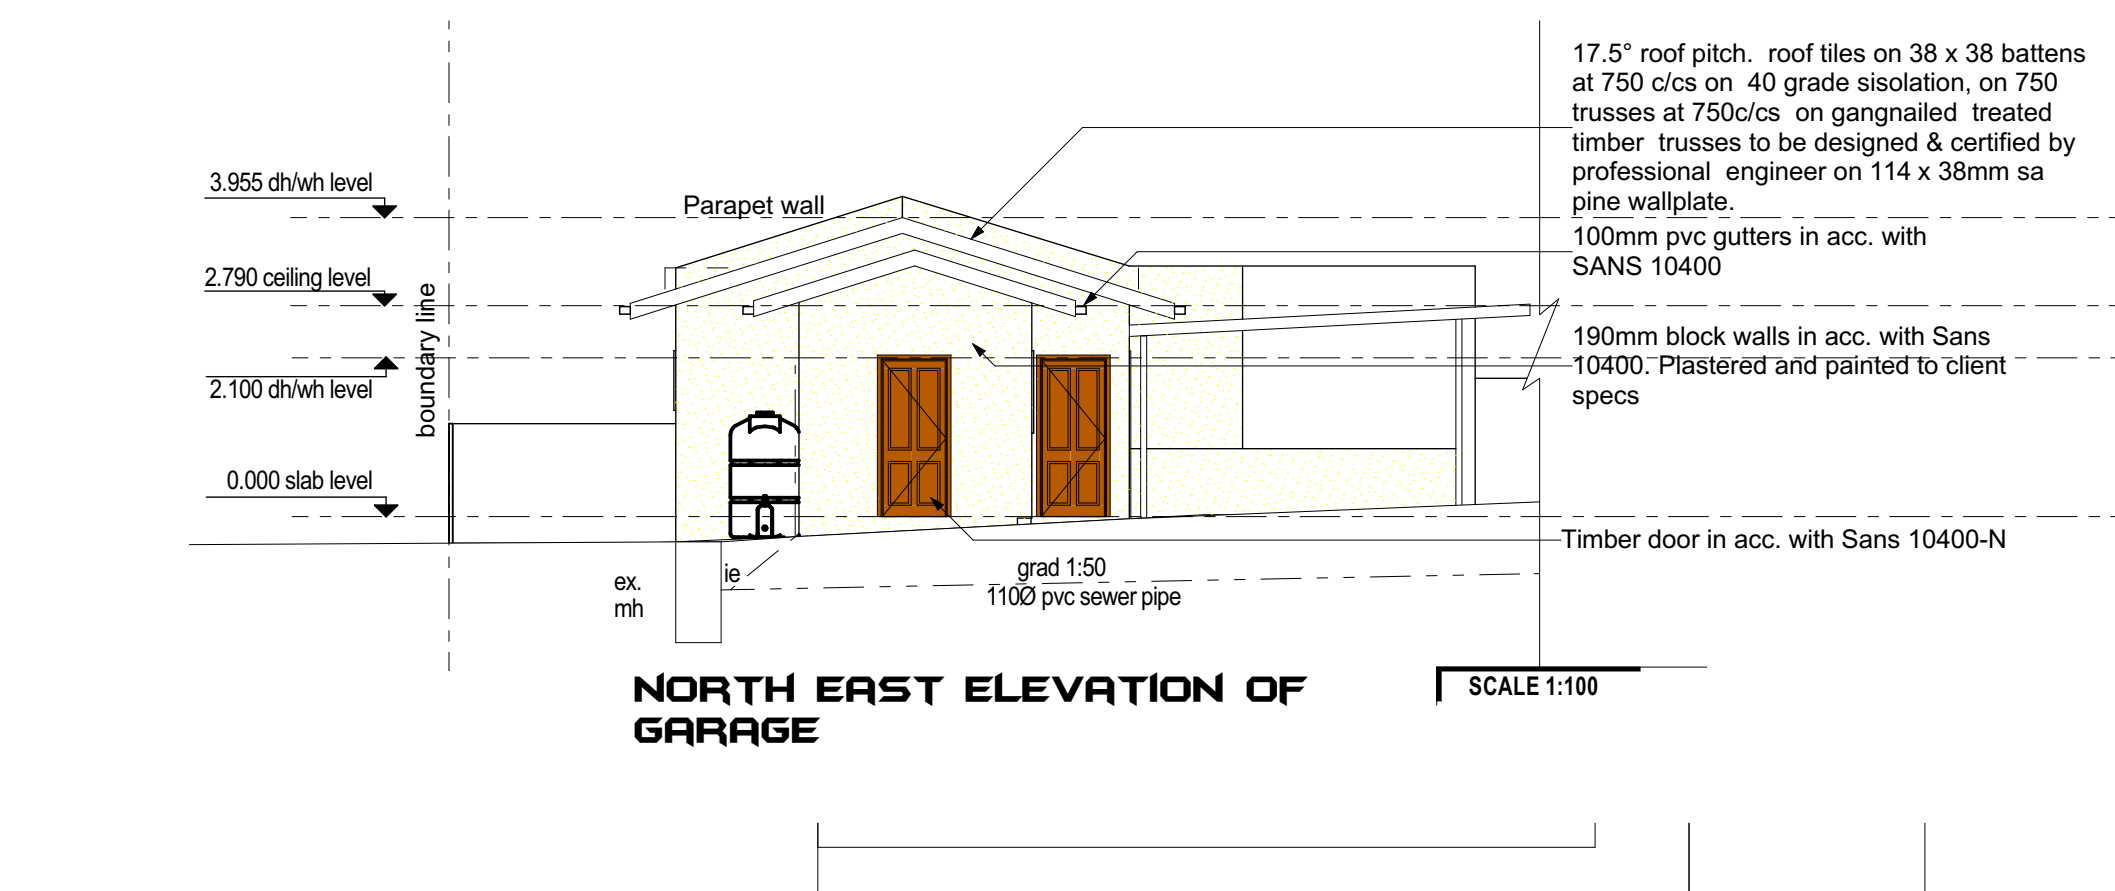 17.5° roof pitch. roof tiles on 38 x 38 battens
at 750 c/cs on 40 grade sisolation, on 750
trusses at 750c/cs on gangnailed treated
timber trusses to be designed & certified by
professional engineer on 114 x 38mm sa
pine wallplate.
3.955 dh/wh level
Parapet wall
100mm pvc gutters in acc. with
SANS 10400
2.790 ceiling level
boundary line
190mm block walls in acc. with Sans
10400. Plastered and painted to client
specs
2.100 dh/wh level
0.000 slab level
Timber door in acc. with Sans 10400-N
ex.
mh
ie
grad 1:50
110Ø pvc sewer pipe
NORTH EAST ELEVATION OF
GARAGE
SCALE 1:100